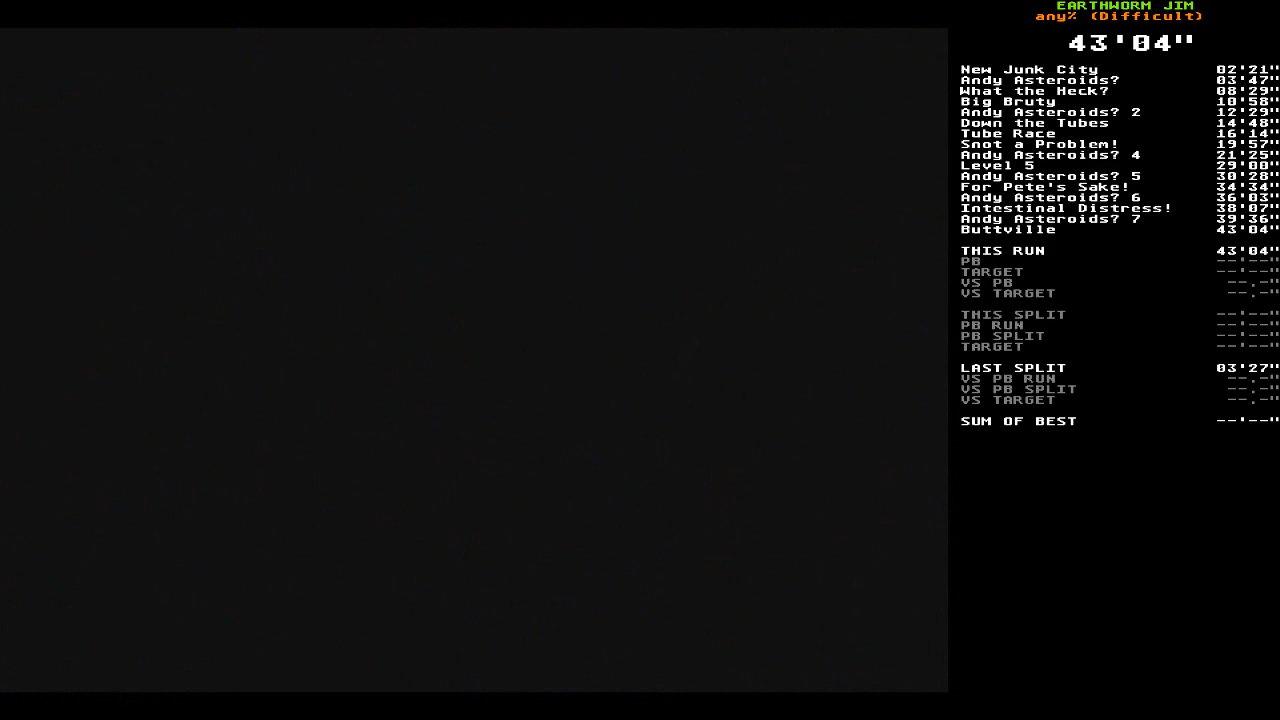 EARTHWORM JIM
any% (Difficult)
43'04"
New Junk City 02'21"
Andy Asteroids? 03'47"
What the Heck? 08'29"
Big Bruty 10'58"
Andy Asteroids? 2 12'29"
Down the Tubes 14'48"
Tube Race 16'14"
Snot a Problem! 19'57"
Andy Asteroids? 4 21'25"
Level 5 29'00"
Andy Asteroids? 5 30'28"
For Pete's Sake! 34'34"
Andy Asteroids? 6 36'03"
Intestinal Distress! 38'07"
Andy Asteroids? 7 39'36"
Buttville 43'04"
THIS RUN 43'04"
PB --'--"
TARGET --'--"
VS PB --.-"
VS TARGET --.-"
THIS SPLIT --'--"
PB RUN --'--"
PB SPLIT --'--"
TARGET --'--"
LAST SPLIT 03'27"
VS PB RUN --.-"
VS PB SPLIT --.-"
VS TARGET --.-"
SUM OF BEST --'--"